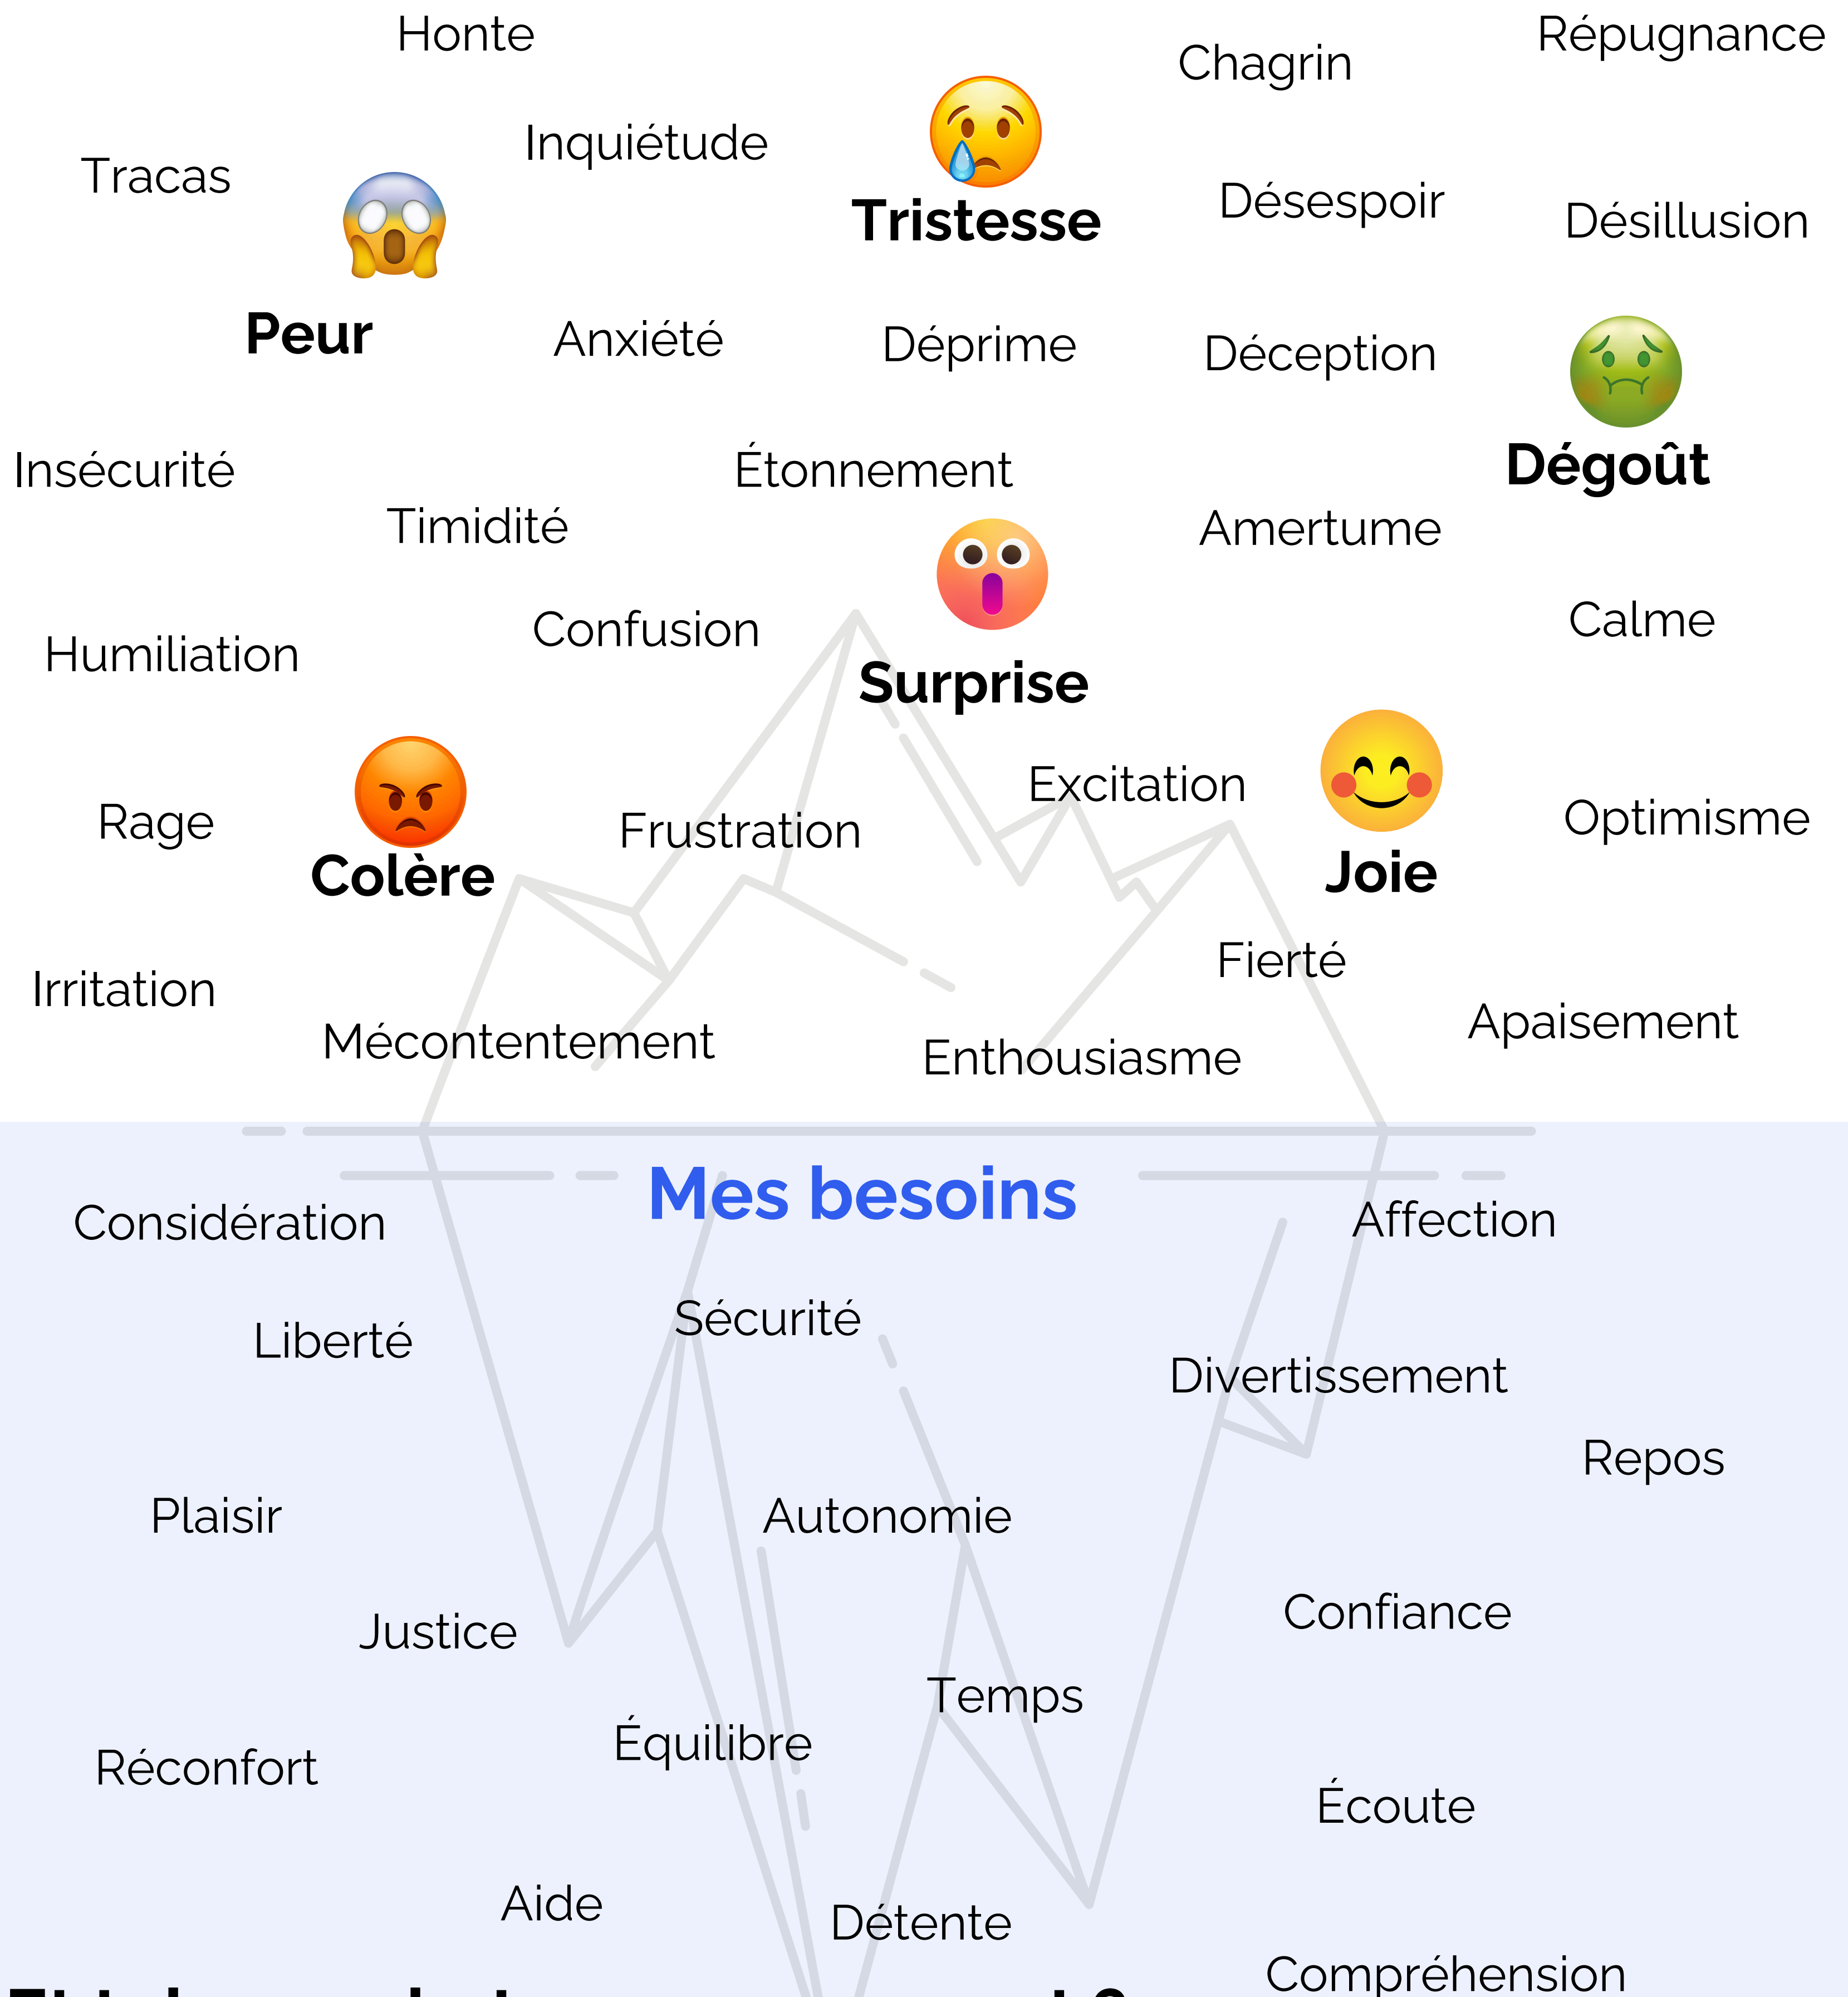 Honte
Répugnance
Chagrin
Inquiétude
Tracas
Désespoir
Tristesse
Désillusion
Peur
Anxiété
Déprime
Déception
Dégoût
Insécurité
Étonnement
Timidité
Amertume
Calme
Confusion
Humiliation
Surprise
Excitation
Optimisme
Rage
Frustration
Colère
Joie
Fierté
Irritation
Apaisement
Mécontentement
Enthousiasme
Mes besoins
Considération
Affection
Sécurité
Liberté
Divertissement
Repos
Plaisir
Autonomie
Confiance
Justice
Temps
Équilibre
Réconfort
Écoute
Aide
Détente
Compréhension